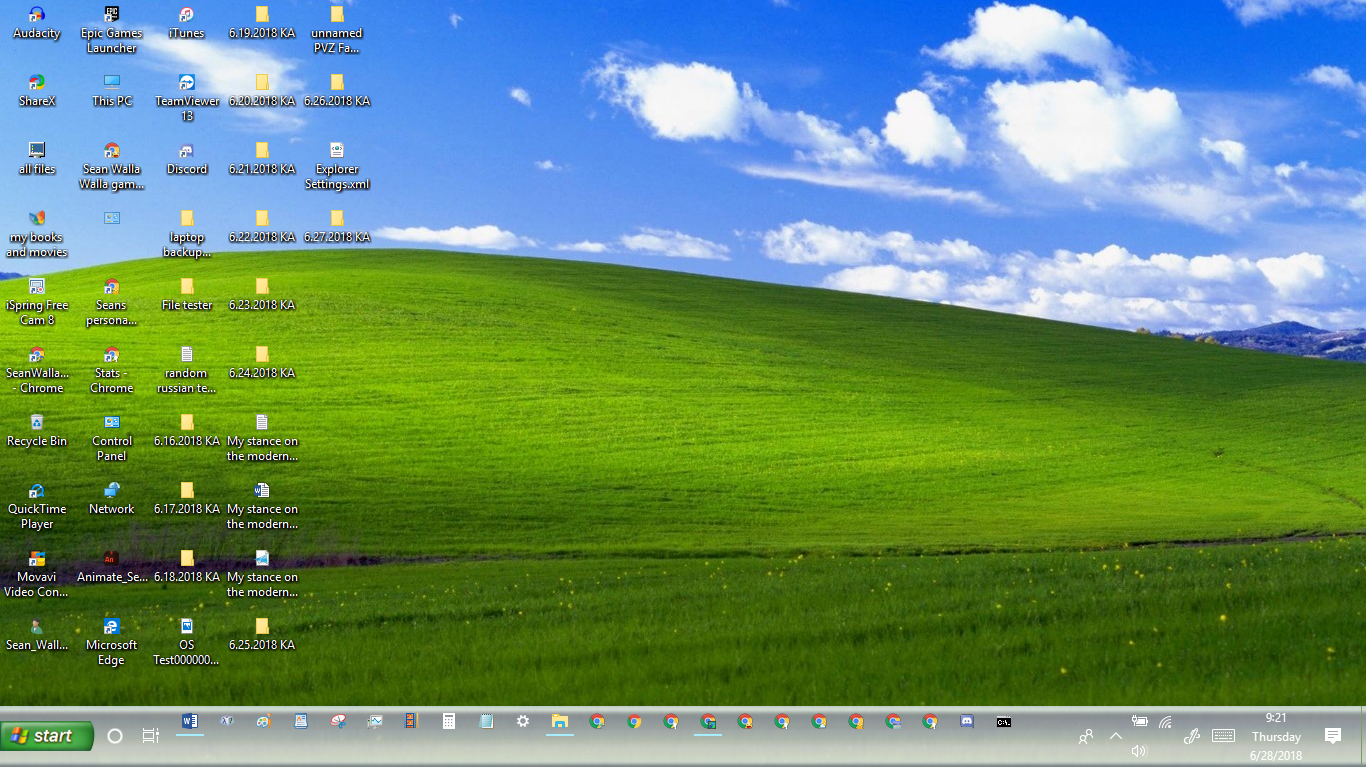 Audacity
Epic Games
Launcher
iTunes
6.19.2018 KA
unnamed
PVZ Fa...
ShareX
This PC
TeamViewer
13
6.20.2018 KA
6.26.2018 KA
all files
Sean Walla
Walla gam...
Discord
6.21.2018 KA
Explorer
Settings.xml
my books
and movies
laptop
backup...
6.22.2018 KA
6.27.2018 KA
iSpring Free
Cam 8
Seans
persona...
File tester
6.23.2018 KA
SeanWalla...
- Chrome
Stats -
Chrome
random
russian te...
6.24.2018 KA
Recycle Bin
Control
Panel
6.16.2018 KA
My stance on
the modern...
QuickTime
Player
Network
6.17.2018 KA
My stance on
the modern...
Movavi
Video Con...
Animate_Se...
6.18.2018 KA
My stance on
the modern...
Sean_Wall...
Microsoft
Edge
OS
Test000000...
6.25.2018 KA
start
9:21
Thursday
6/28/2018